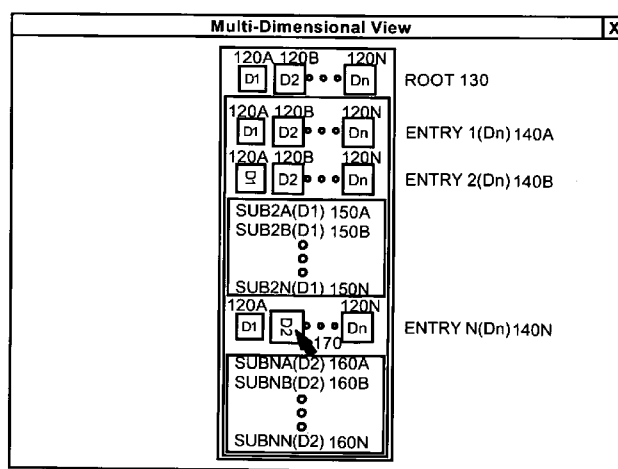 Multi-Dimensional View X
120A 120B 120N
D1 D2 Dn ROOT 130
120A 120B 120N
D1 D2 Dn ENTRY 1(Dn) 140A
120A 120B 120N
D1 D2 Dn ENTRY 2(Dn) 140B
SUB2A(D1) 150A
SUB2B(D1) 150B
SUB2N(D1) 150N
120A 120N
D1 D2 Dn ENTRY N(Dn) 140N
170
SUBNA(D2) 160A
SUBNB(D2) 160B
SUBNN(D2) 160N